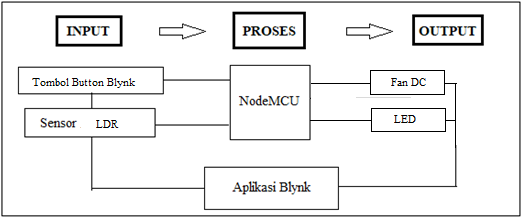 INPUT
PROSES
OUTPUT
Tombol Button Blynk
NodeMCU
Fan DC
Sensor LDR
LED
Aplikasi Blynk